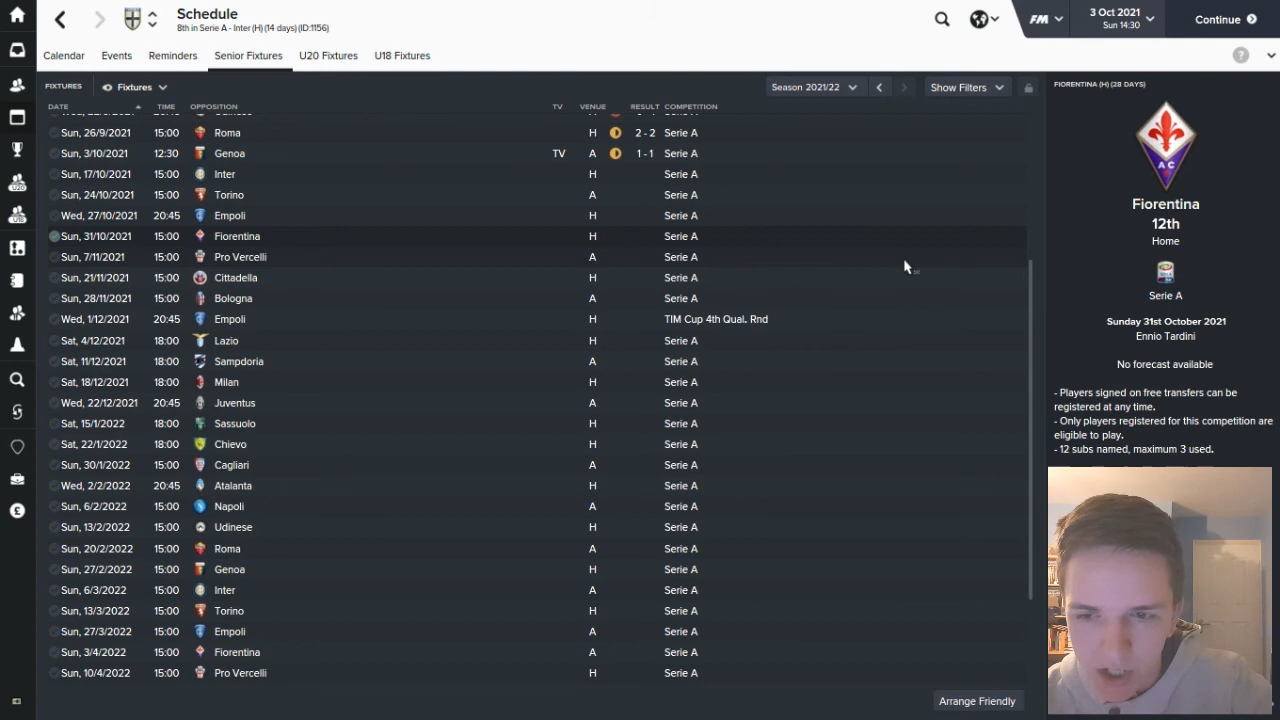 Schedule
8th in Serie A - Inter (H) (14 days) (ID:1156)
FM
3 Oct 2021
Sun 14:30
Continue
Calendar Events Reminders Senior Fixtures U20 Fixtures U18 Fixtures
FIXTURES Fixtures Season 2021/22 Show Filters
DATE TIME OPPOSITION TV VENUE RESULT COMPETITION
Sun, 26/9/2021 15:00 Roma H 2 - 2 Serie A
Sun, 3/10/2021 12:30 Genoa TV A 1 - 1 Serie A
Sun, 17/10/2021 15:00 Inter H Serie A
Sun, 24/10/2021 15:00 Torino A Serie A
Wed, 27/10/2021 20:45 Empoli H Serie A
Sun, 31/10/2021 15:00 Fiorentina H Serie A
Sun, 7/11/2021 15:00 Pro Vercelli A Serie A
Sun, 21/11/2021 15:00 Cittadella H Serie A
Sun, 28/11/2021 15:00 Bologna A Serie A
Wed, 1/12/2021 20:45 Empoli H TIM Cup 4th Qual. Rnd
Sat, 4/12/2021 18:00 Lazio H Serie A
Sat, 11/12/2021 18:00 Sampdoria A Serie A
Sat, 18/12/2021 18:00 Milan H Serie A
Wed, 22/12/2021 20:45 Juventus A Serie A
Sat, 15/1/2022 18:00 Sassuolo H Serie A
Sat, 22/1/2022 18:00 Chievo H Serie A
Sun, 30/1/2022 15:00 Cagliari A Serie A
Wed, 2/2/2022 20:45 Atalanta H Serie A
Sun, 6/2/2022 15:00 Napoli A Serie A
Sun, 13/2/2022 15:00 Udinese H Serie A
Sun, 20/2/2022 15:00 Roma A Serie A
Sun, 27/2/2022 15:00 Genoa H Serie A
Sun, 6/3/2022 15:00 Inter A Serie A
Sun, 13/3/2022 15:00 Torino H Serie A
Sun, 27/3/2022 15:00 Empoli A Serie A
Sun, 3/4/2022 15:00 Fiorentina A Serie A
Sun, 10/4/2022 15:00 Pro Vercelli H Serie A
Arrange Friendly
FIORENTINA (H) (28 DAYS)
AC
Fiorentina
12th
Home
Serie A
Sunday 31st October 2021
Ennio Tardini
No forecast available
- Players signed on free transfers can be
registered at any time.
- Only players registered for this competition are
eligible to play.
- 12 subs named, maximum 3 used.
U20
U18